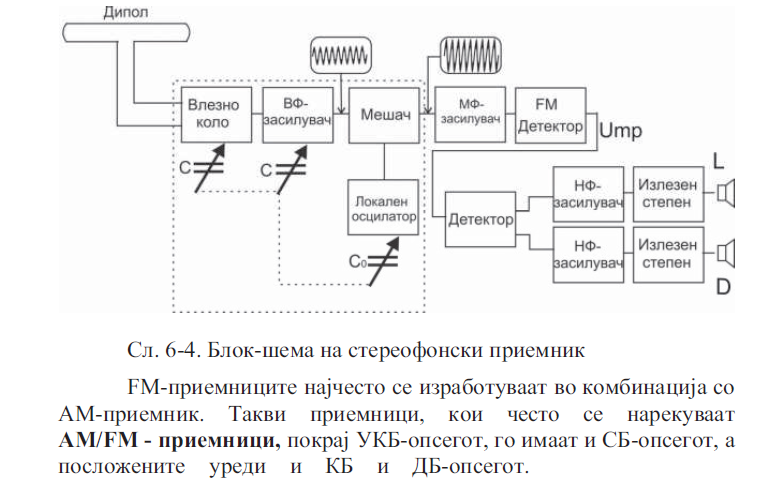 Дипол
Влезно
коло
ВФ-
засилувач
Мешач
МФ-
засилувач
FM
Детектор
Ump
C
C
Локален
осцилатор
C₀
Детектор
НФ-
засилувач
Излезен
степен
L
НФ-
засилувач
Излезен
степен
D
Сл. 6-4. Блок-шема на стереофонски приемник
FM-приемниците најчесто се изработуваат во комбинација со
АМ-приемник. Такви приемници, кои често се нарекуваат
AM/FM - приемници, покрај УКБ-опсегот, го имаат и СБ-опсегот, а
посложените уреди и КБ и ДБ-опсегот.